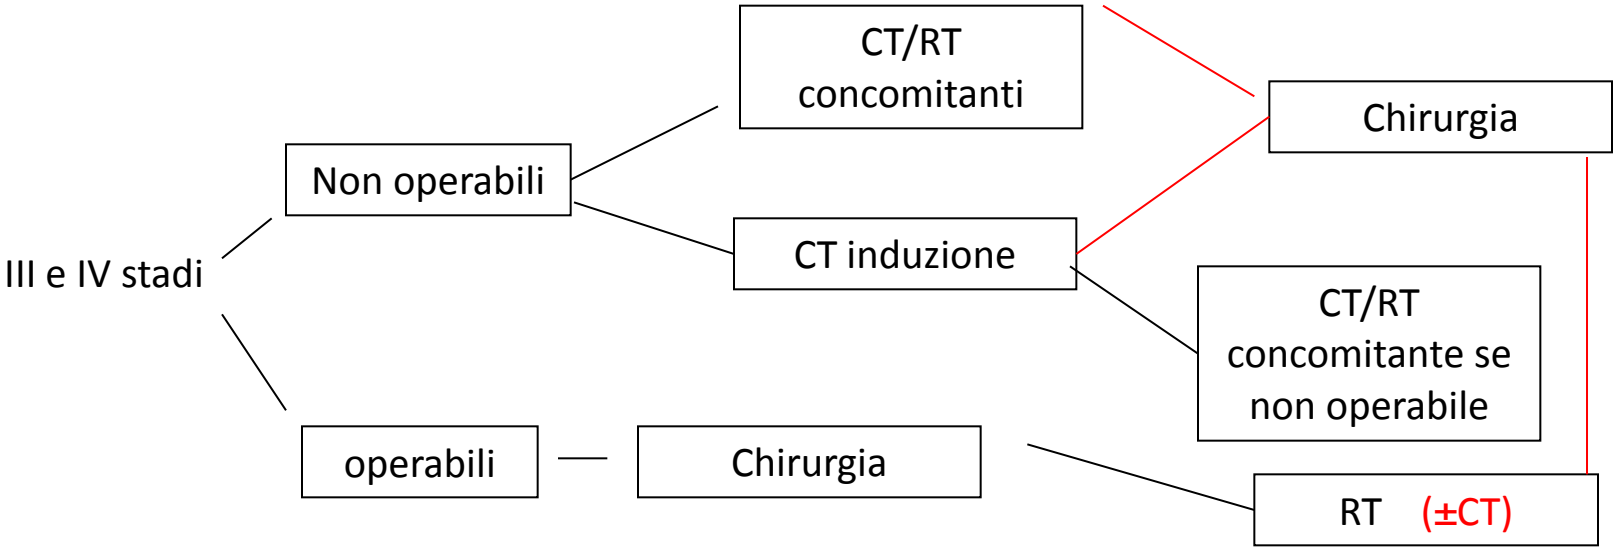 CT/RT
concomitanti
Chirurgia
Non operabili
CT induzione
III e IV stadi
CT/RT
concomitante se
non operabile
operabili
Chirurgia
RT (±CT)